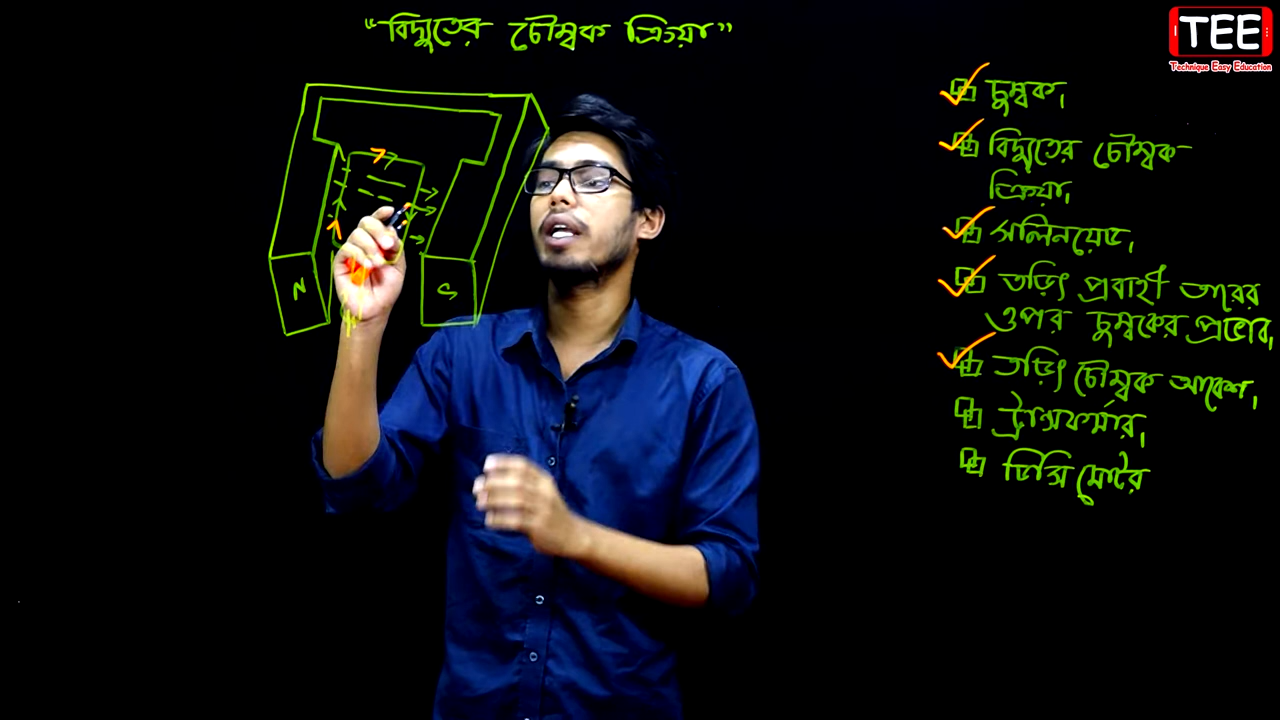 “বিদ্যুতের চৌম্বক ক্রিয়া”
TEE
Technique Easy Education
চুম্বক।
বিদ্যুতের চৌম্বক
ক্রিয়া।
সলিনয়েড।
তড়িৎ প্রবাহী তারের
ওপর চুম্বকের প্রভাব।
তড়িৎ চৌম্বক আবেশ।
ট্রান্সফর্মার।
ডিসি মোটর
N
S